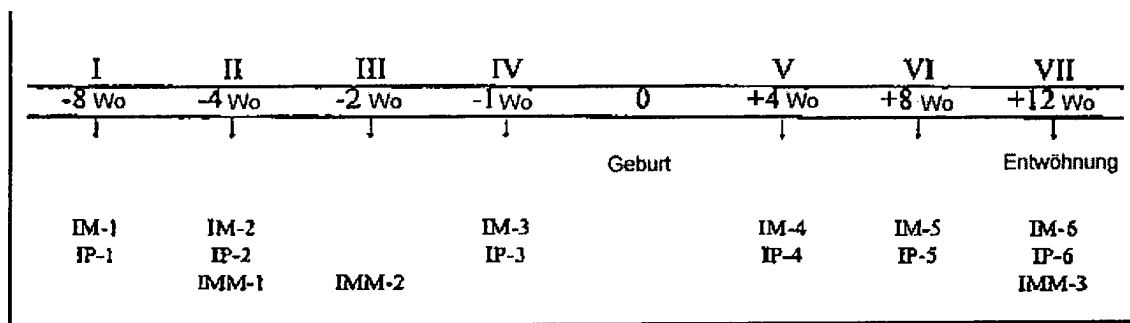 I II III IV V VI VII
-8 Wo -4 Wo -2 Wo -1 Wo 0 +4 Wo +8 Wo +12 Wo
Geburt Entwöhnung
IM-1 IM-2 IM-3 IM-4 IM-5 IM-6
IP-1 IP-2 IP-3 IP-4 IP-5 IP-6
IMM-1 IMM-2 IMM-3